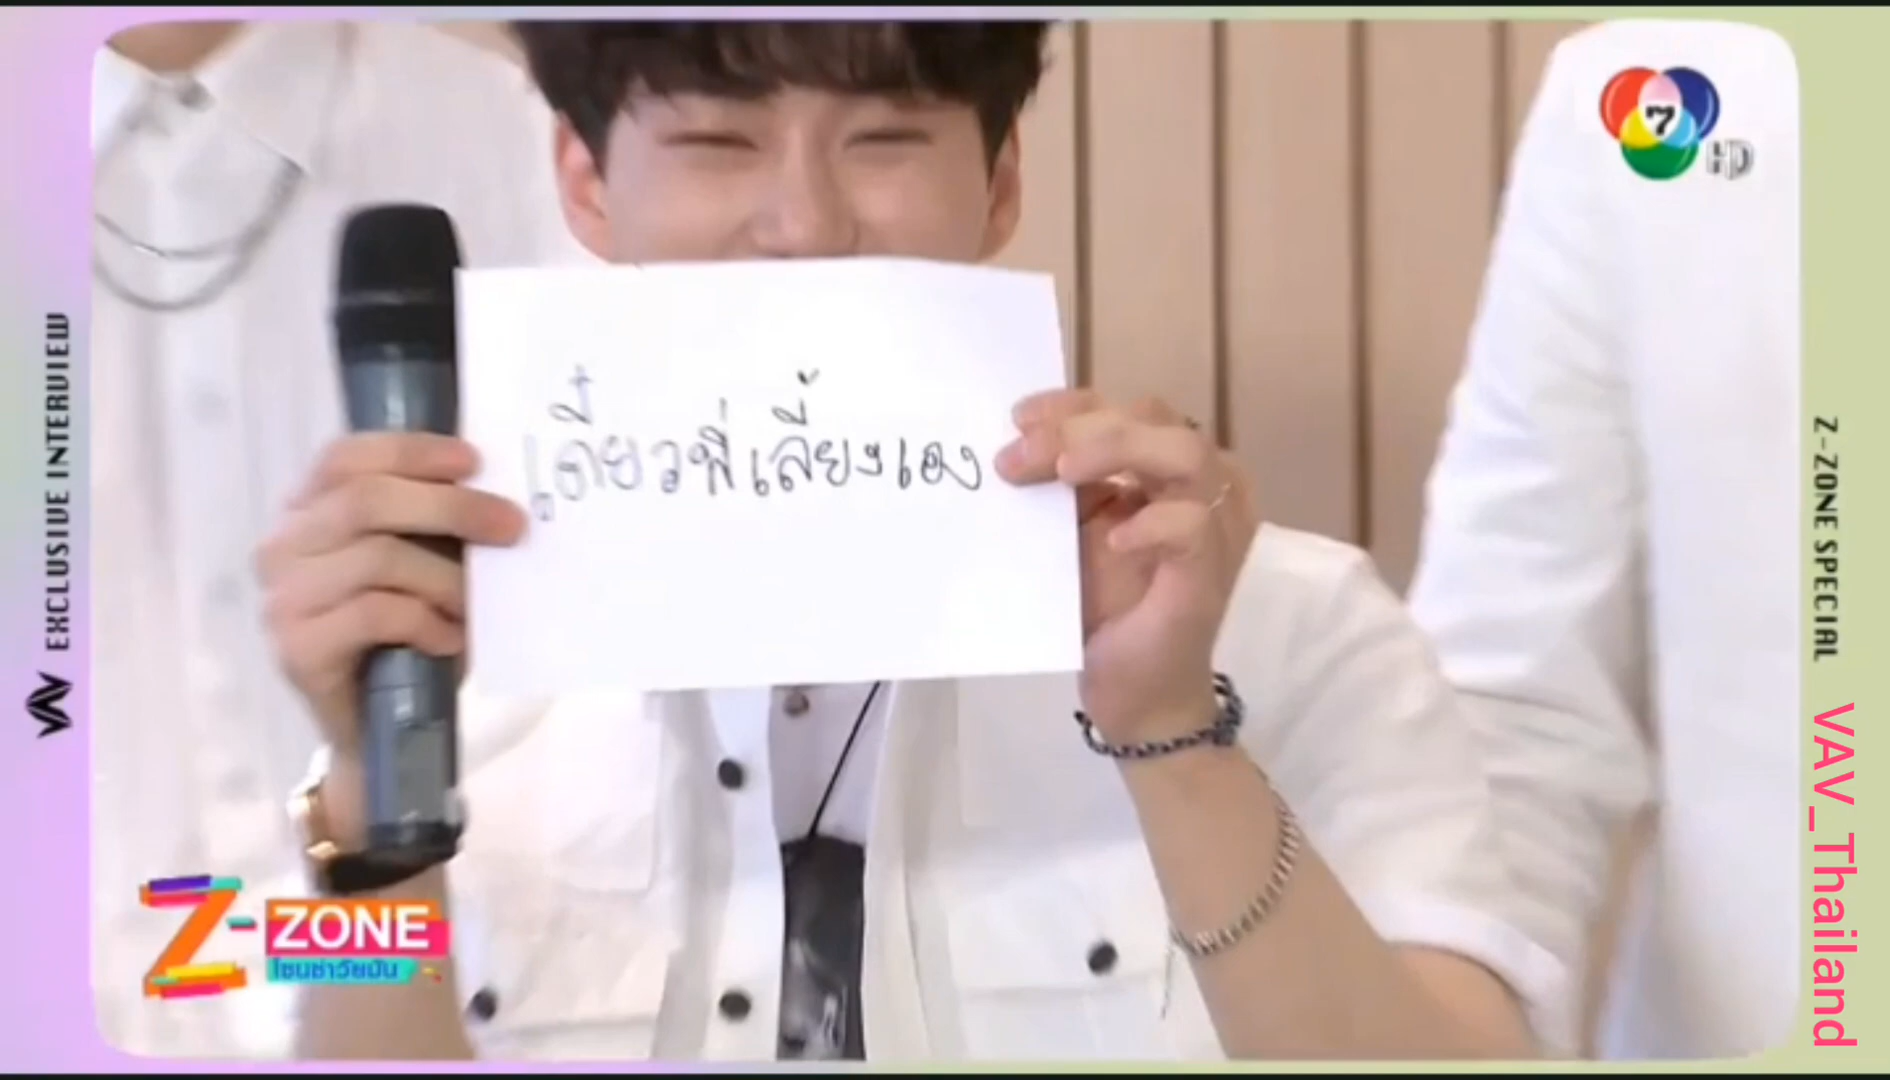 7
HD
VAV EXCLUSIVE INTERVIEW
เดี๋ยวพี่เลี้ยงเอง
Z-ZONE SPECIAL
VAV_Thailand
Z-ZONE
โซนซ่าวัยมัน